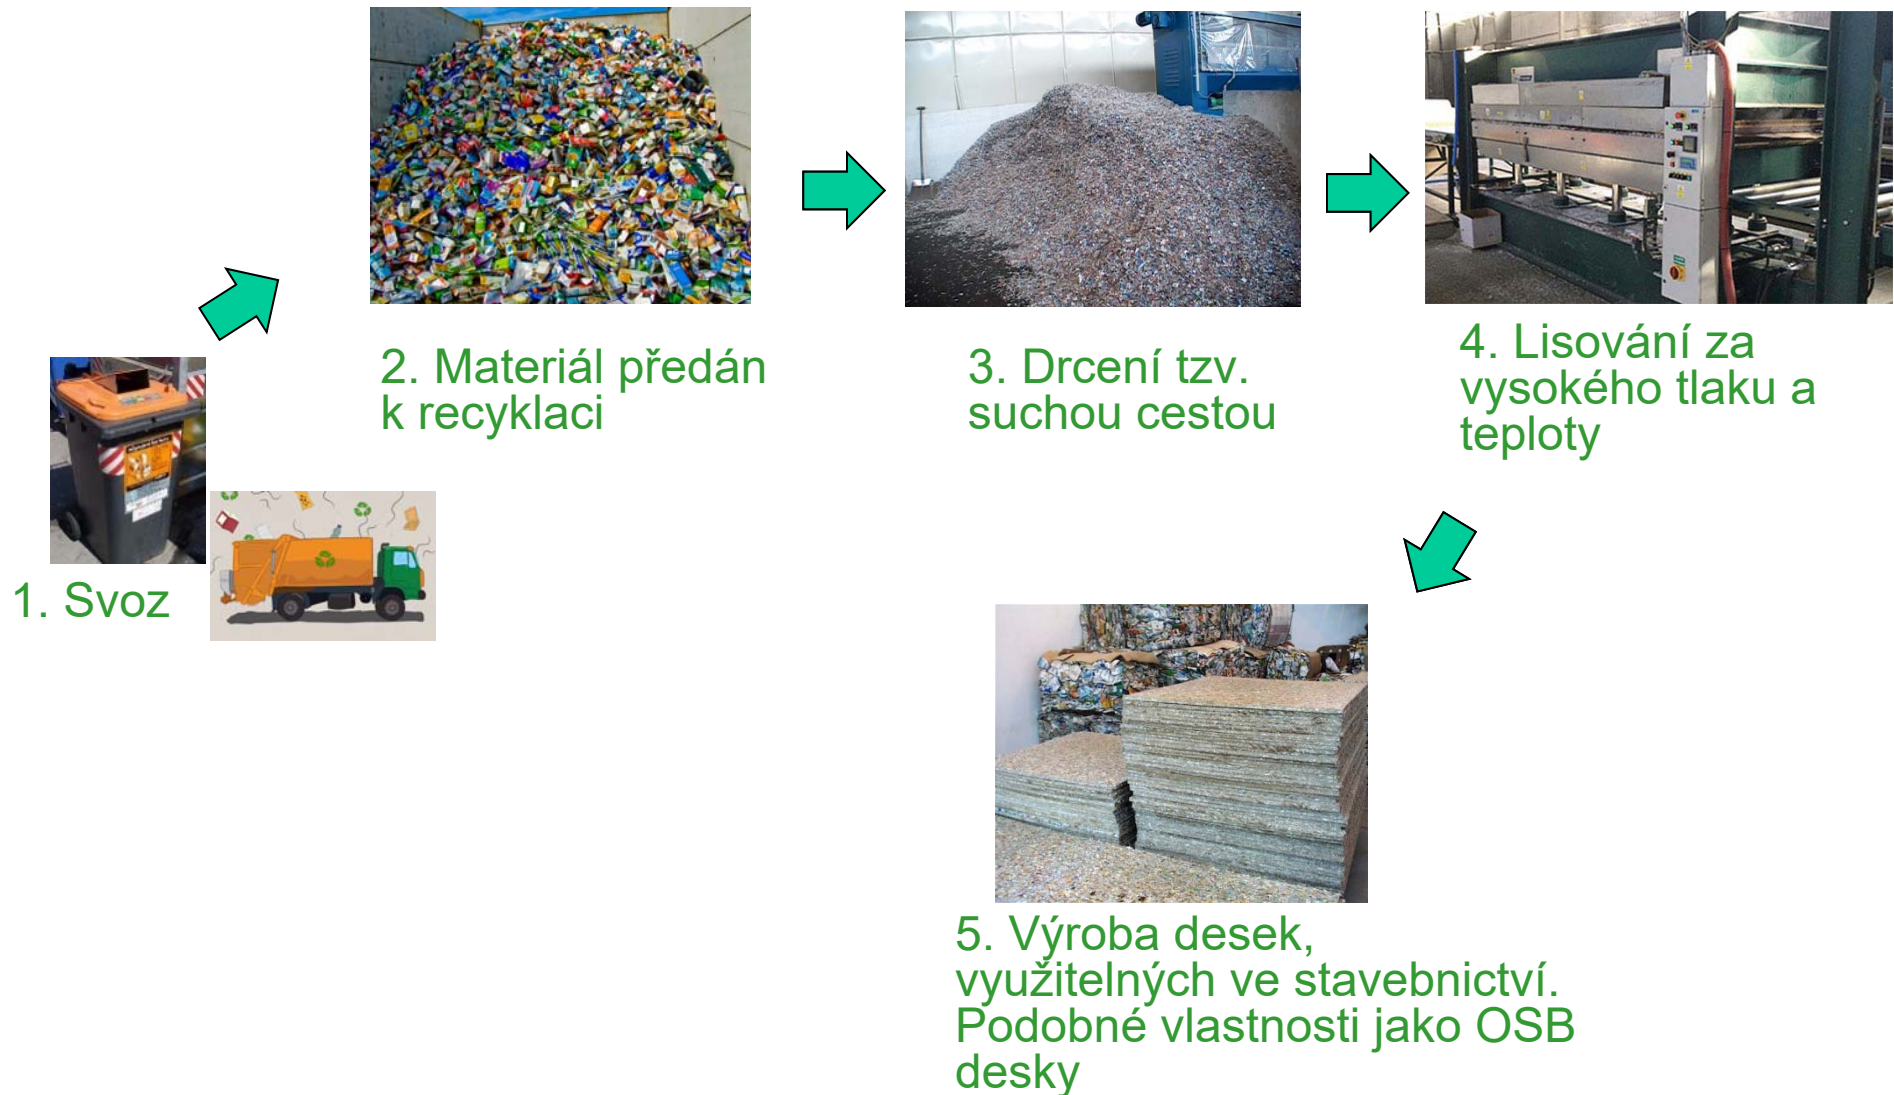 1. Svoz
2. Materiál předán
k recyklaci
3. Drcení tzv.
suchou cestou
4. Lisování za
vysokého tlaku a
teploty
5. Výroba desek,
využitelných ve stavebnictví.
Podobné vlastnosti jako OSB
desky